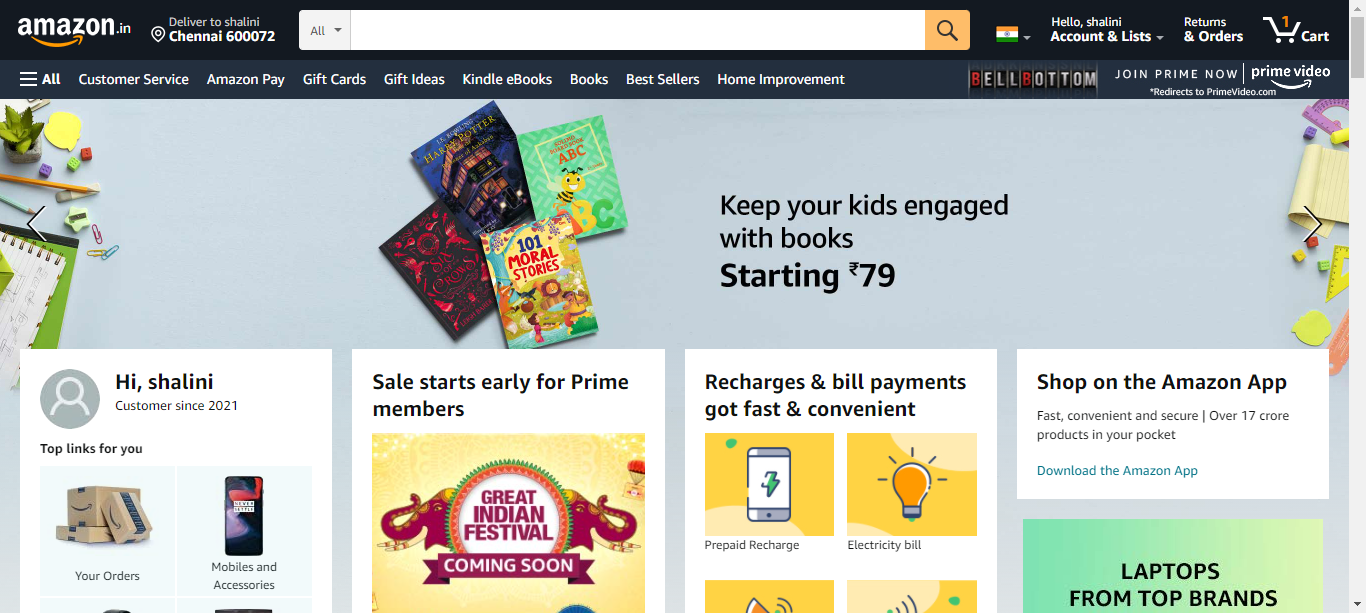 amazon.in
Deliver to shalini
Chennai 600072
All
Hello, shalini
Account & Lists
Returns
& Orders
1
Cart
All
Customer Service
Amazon Pay
Gift Cards
Gift Ideas
Kindle eBooks
Books
Best Sellers
Home Improvement
BELLBOTTOM
JOIN PRIME NOW
prime video
*Redirects to PrimeVideo.com
J.K. ROWLING
HARRY POTTER
ABC
SIX OF CROWS
101
MORAL
STORIES
Keep your kids engaged
with books
Starting ₹79
Hi, shalini
Customer since 2021
Top links for you
Your Orders
NEVER
SETTLE
Mobiles and
Accessories
Sale starts early for Prime
members
GREAT
INDIAN
FESTIVAL
COMING SOON
Recharges & bill payments
got fast & convenient
Prepaid Recharge
Electricity bill
Shop on the Amazon App
Fast, convenient and secure | Over 17 crore
products in your pocket
Download the Amazon App
LAPTOPS
FROM TOP BRANDS